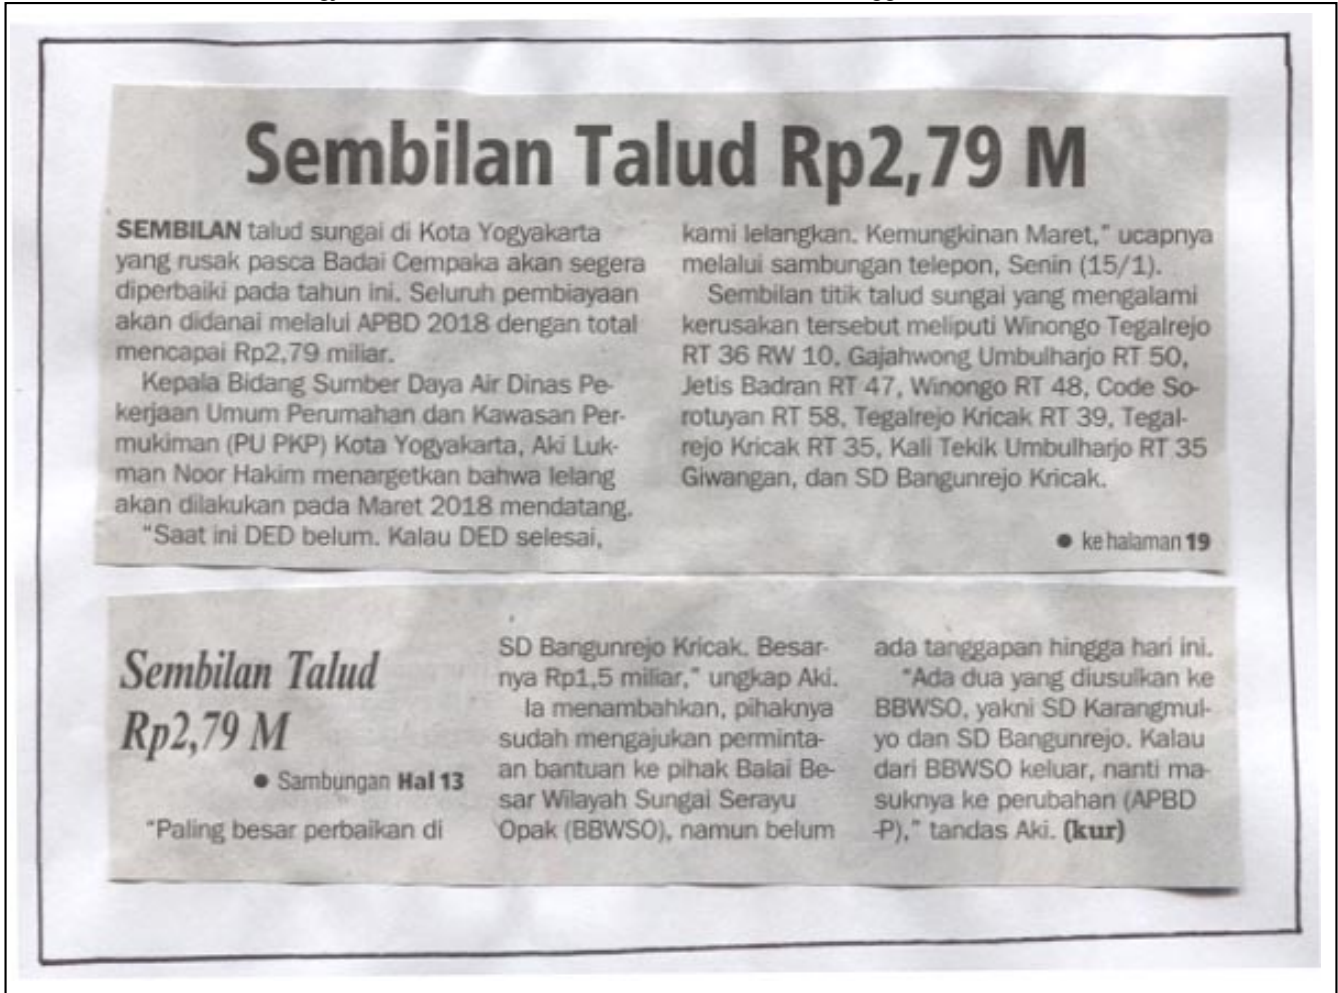 Sembilan Talud Rp2,79 M
SEMBILAN talud sungai di Kota Yogyakarta
yang rusak pasca Badai Cempaka akan segera
diperbaiki pada tahun ini. Seluruh pembiayaan
akan didanai melalui APBD 2018 dengan total
mencapai Rp2,79 miliar.
Kepala Bidang Sumber Daya Air Dinas Pe-
kerjaan Umum Perumahan dan Kawasan Per-
mukiman (PU PKP) Kota Yogyakarta, Aki Luk-
man Noor Hakim menargetkan bahwa lelang
akan dilakukan pada Maret 2018 mendatang.
"Saat ini DED belum. Kalau DED selesai,
kami lelangkan. Kemungkinan Maret," ucapnya
melalui sambungan telepon, Senin (15/1).
Sembilan titik talud sungai yang mengalami
kerusakan tersebut meliputi Winongo Tegalrejo
RT 36 RW 10, Gajahwong Umbulharjo RT 50,
Jetis Badran RT 47, Winongo RT 48, Code So-
rotuyan RT 58, Tegalrejo Kricak RT 39, Tegal-
rejo Kricak RT 35, Kali Tekik Umbulharjo RT 35
Giwangan, dan SD Bangunrejo Kricak.
● ke halaman 19
Sembilan Talud
Rp2,79 M
● Sambungan Hal 13
"Paling besar perbaikan di
SD Bangunrejo Kricak. Besar-
nya Rp1,5 miliar," ungkap Aki.
Ia menambahkan, pihaknya
sudah mengajukan perminta-
an bantuan ke pihak Balai Be-
sar Wilayah Sungai Serayu
Opak (BBWSO), namun belum
ada tanggapan hingga hari ini.
"Ada dua yang diusulkan ke
BBWSO, yakni SD Karangmul-
yo dan SD Bangunrejo. Kalau
dari BBWSO keluar, nanti ma-
suknya ke perubahan (APBD
-P)," tandas Aki. (kur)